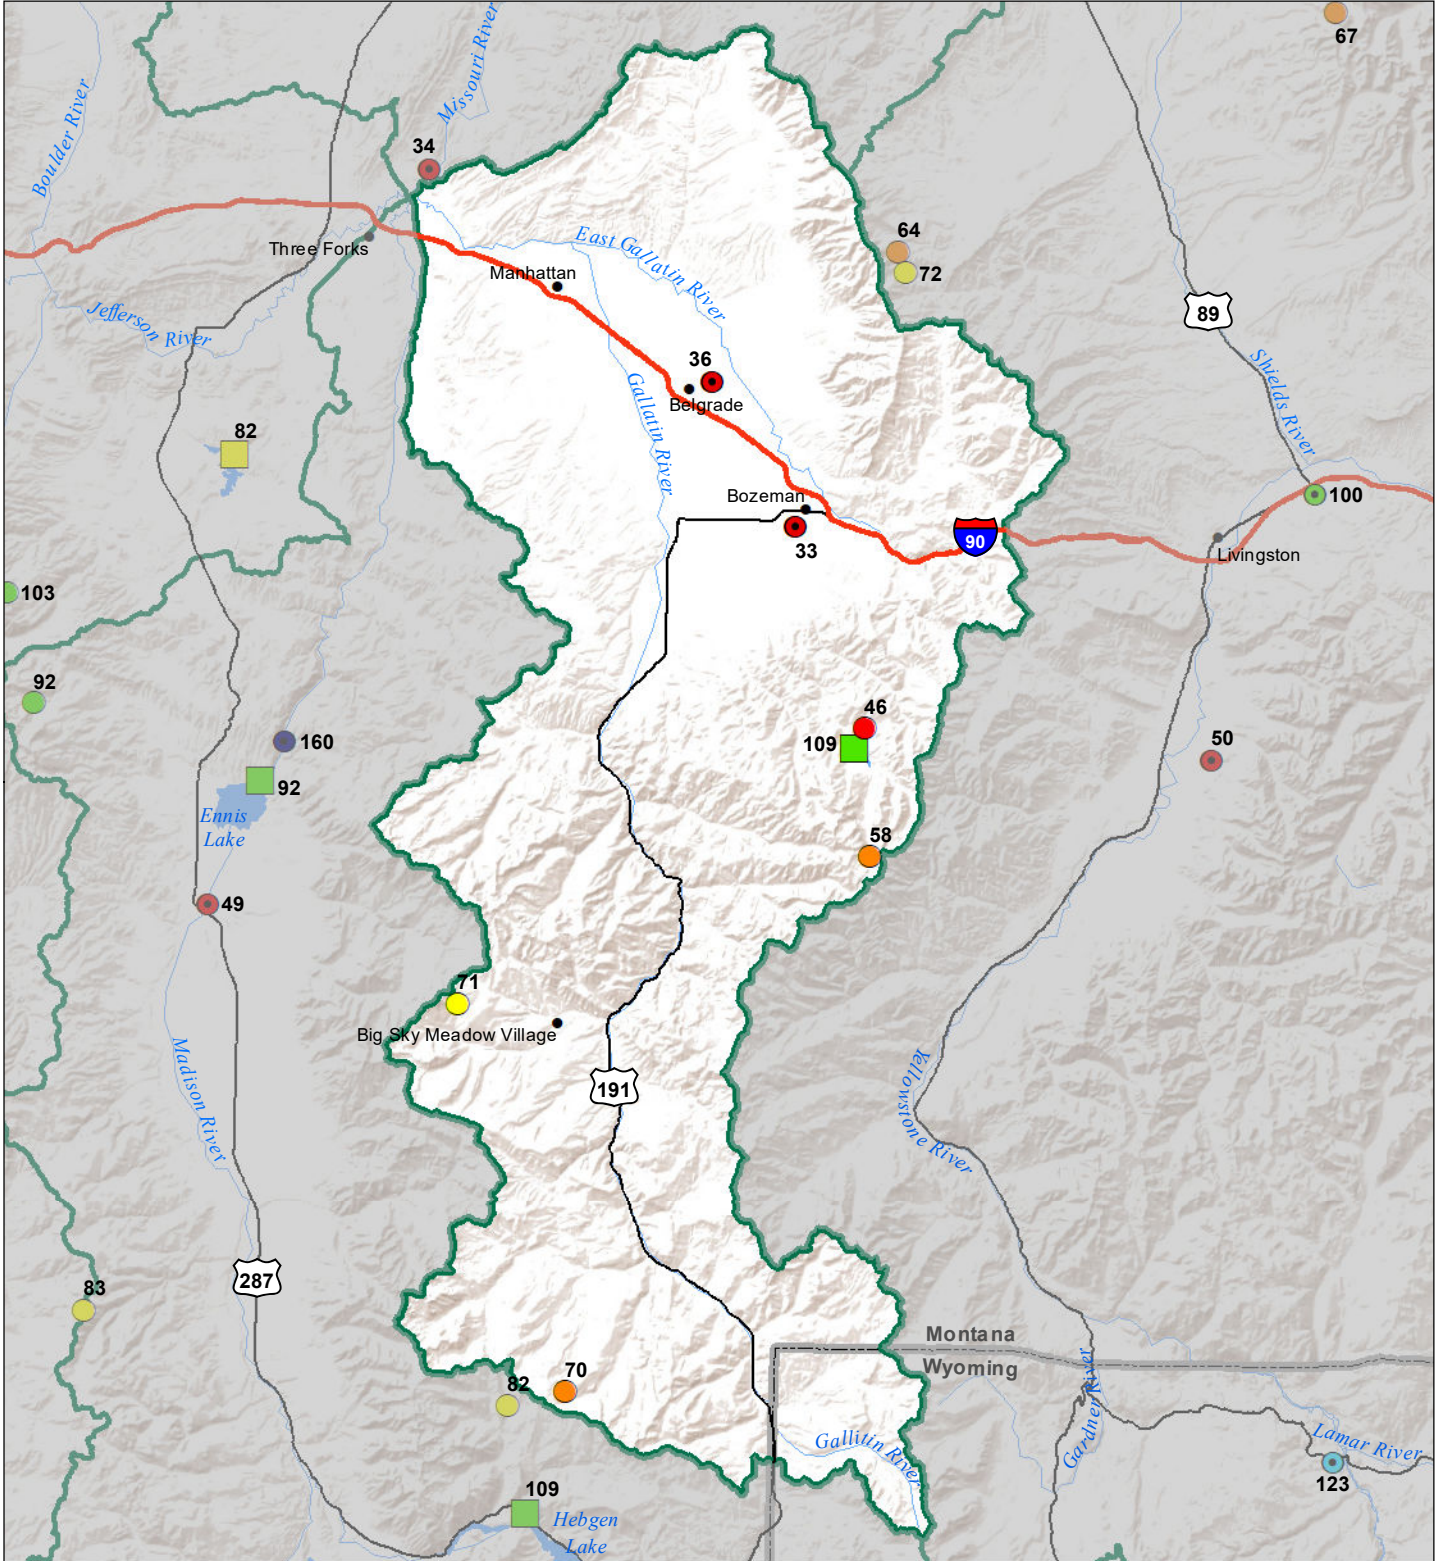 67
Missouri River
Boulder River
34
64
72
East Gallatin River
Three Forks
Manhattan
Jefferson River
89
Shields River
36
Belgrade
Gallatin River
82
Bozeman
100
33
90
Livingston
103
92
46
109
160
50
92
Ennis
Lake
58
49
71
Big Sky Meadow Village
Madison River
191
Yellowstone River
287
83
Montana
Wyoming
Gardner River
82
70
Gallitin River
Lamar River
123
109
Hebgen
Lake